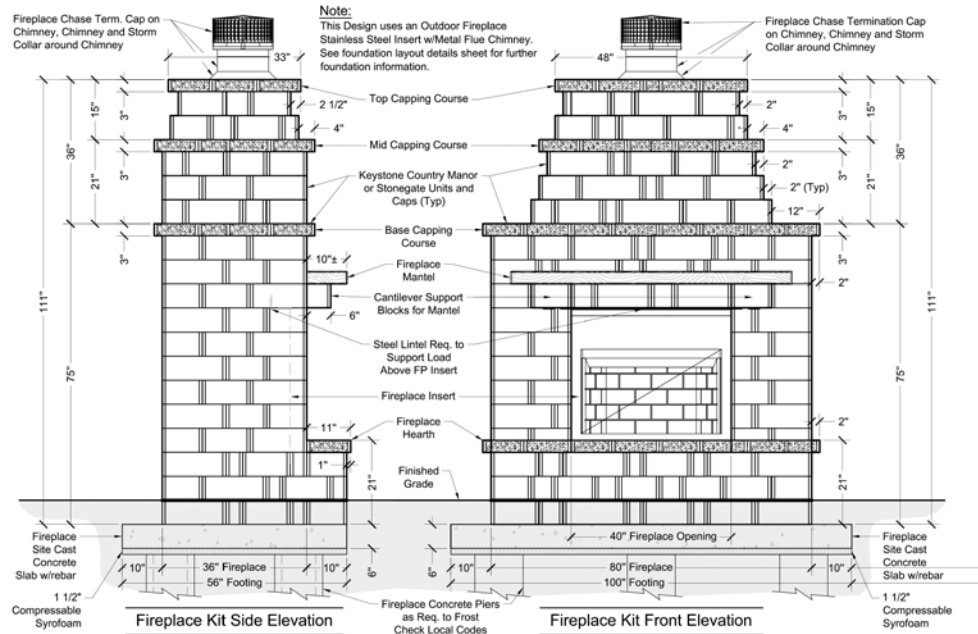 Fireplace Chase Term. Cap on
Chimney, Chimney and Storm
Collar around Chimney
Note:
This Design uses an Outdoor Fireplace
Stainless Steel Insert w/Metal Flue Chimney.
See foundation layout details sheet for further
foundation information.
Fireplace Chase Termination Cap
on Chimney, Chimney and Storm
Collar around Chimney
33"
48"
Top Capping Course
15"
3"
2 1/2"
4"
2"
4"
3"
15"
36"
Mid Capping Course
21"
3"
Keystone Country Manor
or Stonegate Units and
Caps (Typ)
2"
2" (Typ)
12"
3"
21"
36"
Base Capping
Course
3"
10"±
Fireplace
Mantel
3"
2"
111"
Cantilever Support
Blocks for Mantel
6"
111"
Steel Lintel Req. to
Support Load
Above FP Insert
75"
75"
Fireplace Insert
11"
Fireplace
Hearth
2"
1"
21"
Finished
Grade
21"
Fireplace
Site Cast
Concrete
Slab w/rebar
6"
6"
40" Fireplace Opening
Fireplace
Site Cast
Concrete
Slab w/rebar
10"
36" Fireplace
10"
10"
80" Fireplace
10"
56" Footing
100" Footing
1 1/2"
Compressable
Syrofoam
Fireplace Concrete Piers
as Req. to Frost
Check Local Codes
1 1/2"
Compressable
Syrofoam
Fireplace Kit Side Elevation
Fireplace Kit Front Elevation